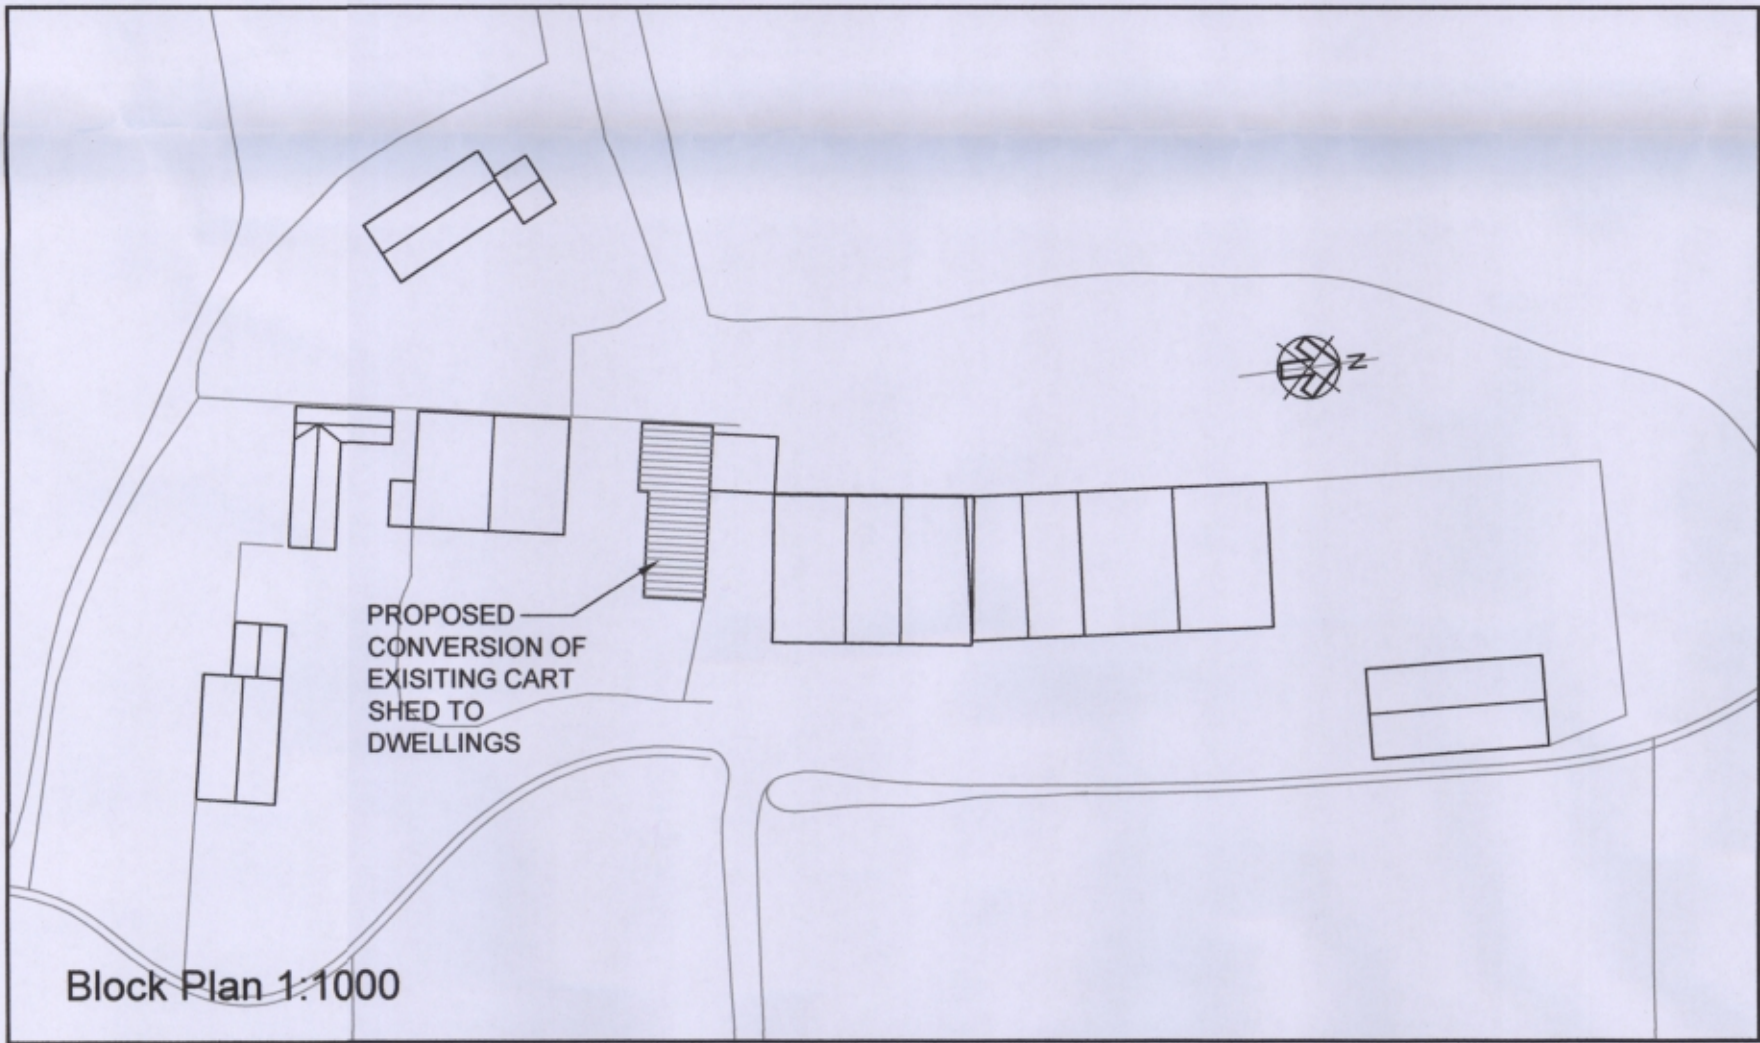 N
PROPOSED
CONVERSION OF
EXISITING CART
SHED TO
DWELLINGS
Block Plan 1:1000